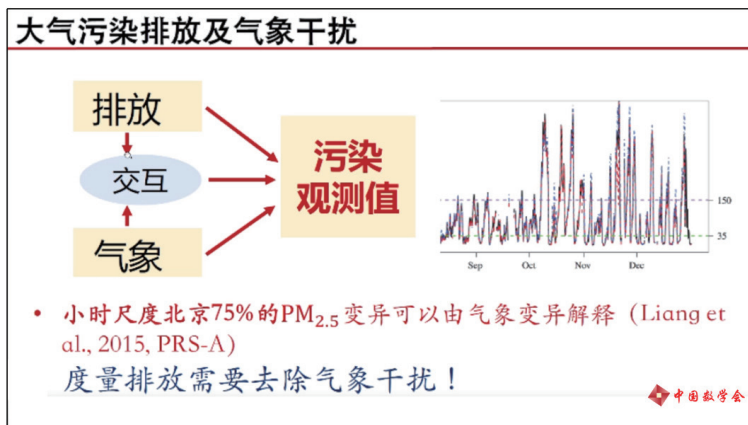 大气污染排放及气象干扰
排放
交互
气象
污染
观测值
150
35
Sep Oct Nov Dec
• 小时尺度北京75%的PM2.5变异可以由气象变异解释（Liang et
al., 2015, PRS-A）
度量排放需要去除气象干扰！
中国数学会